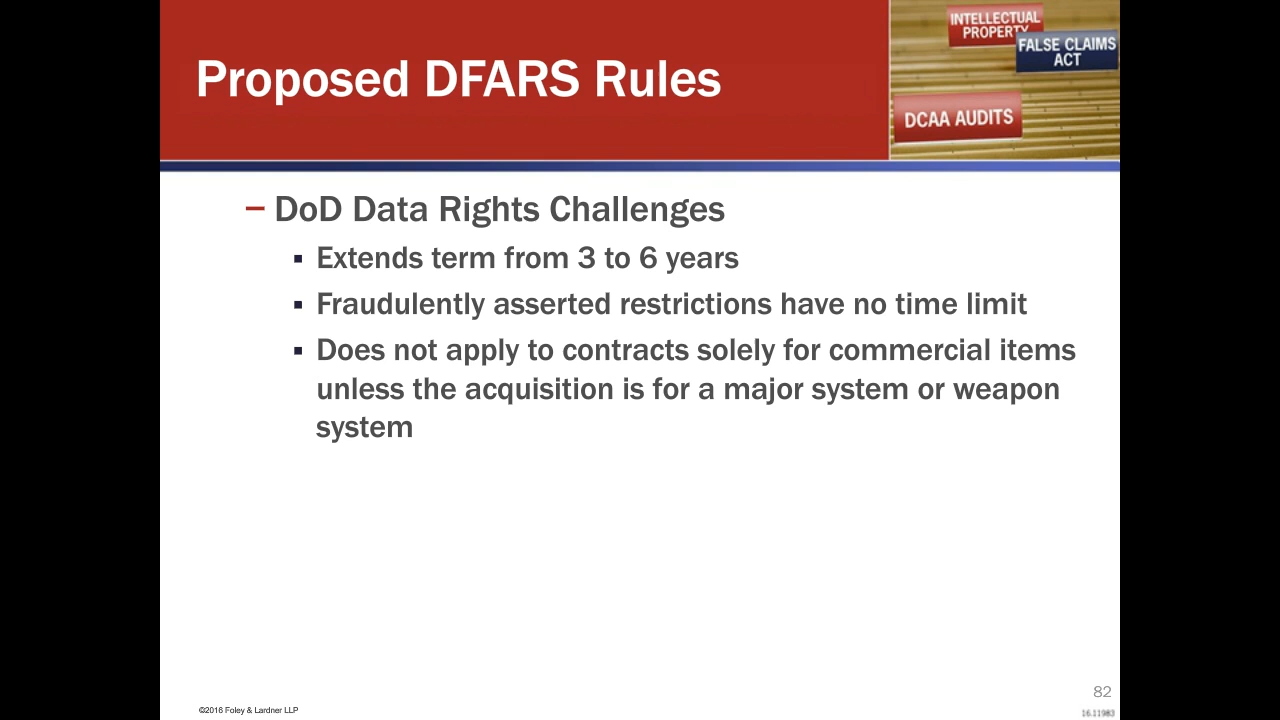 Proposed DFARS Rules
INTELLECTUAL
PROPERTY
FALSE CLAIMS
ACT
DCAA AUDITS
– DoD Data Rights Challenges
▪ Extends term from 3 to 6 years
▪ Fraudulently asserted restrictions have no time limit
▪ Does not apply to contracts solely for commercial items
unless the acquisition is for a major system or weapon
system
82
©2016 Foley & Lardner LLP
16.11983